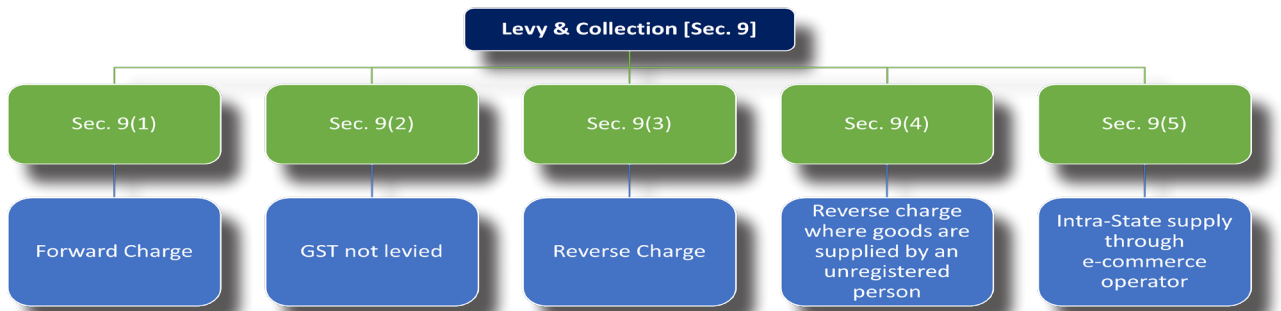 Levy & Collection [Sec. 9]
Sec. 9(1)
Sec. 9(2)
Sec. 9(3)
Sec. 9(4)
Sec. 9(5)
Forward Charge
GST not levied
Reverse Charge
Reverse charge
where goods are
supplied by an
unregistered
person
Intra-State supply
through
e-commerce
operator